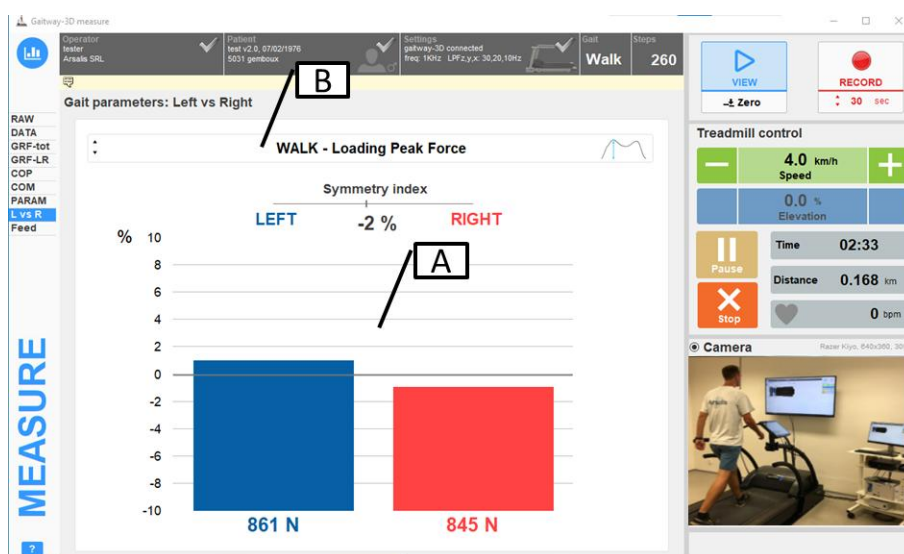 Gaitway-3D measure
Operator
tester
Arsalis SRL
Patient
test v2.0, 07/02/1976
5031 gemboux
Settings
gaitway-3D connected
freq: 1KHz LPFz,y,x: 30,20,10Hz
Gait
Walk
Steps
260
B
Gait parameters: Left vs Right
RAW
DATA
GRF-tot
GRF-LR
COP
COM
PARAM
L vs R
Feed
WALK - Loading Peak Force
Symmetry index
LEFT
-2 %
RIGHT
A
%
10
8
6
4
2
0
-2
-4
-6
-8
-10
861 N
845 N
MEASURE
?
VIEW
Zero
RECORD
30 sec
Treadmill control
4.0 km/h
Speed
0.0 %
Elevation
Pause
Stop
Time 02:33
Distance 0.168 km
0 bpm
Camera
Razer Kiyo, 640x360,